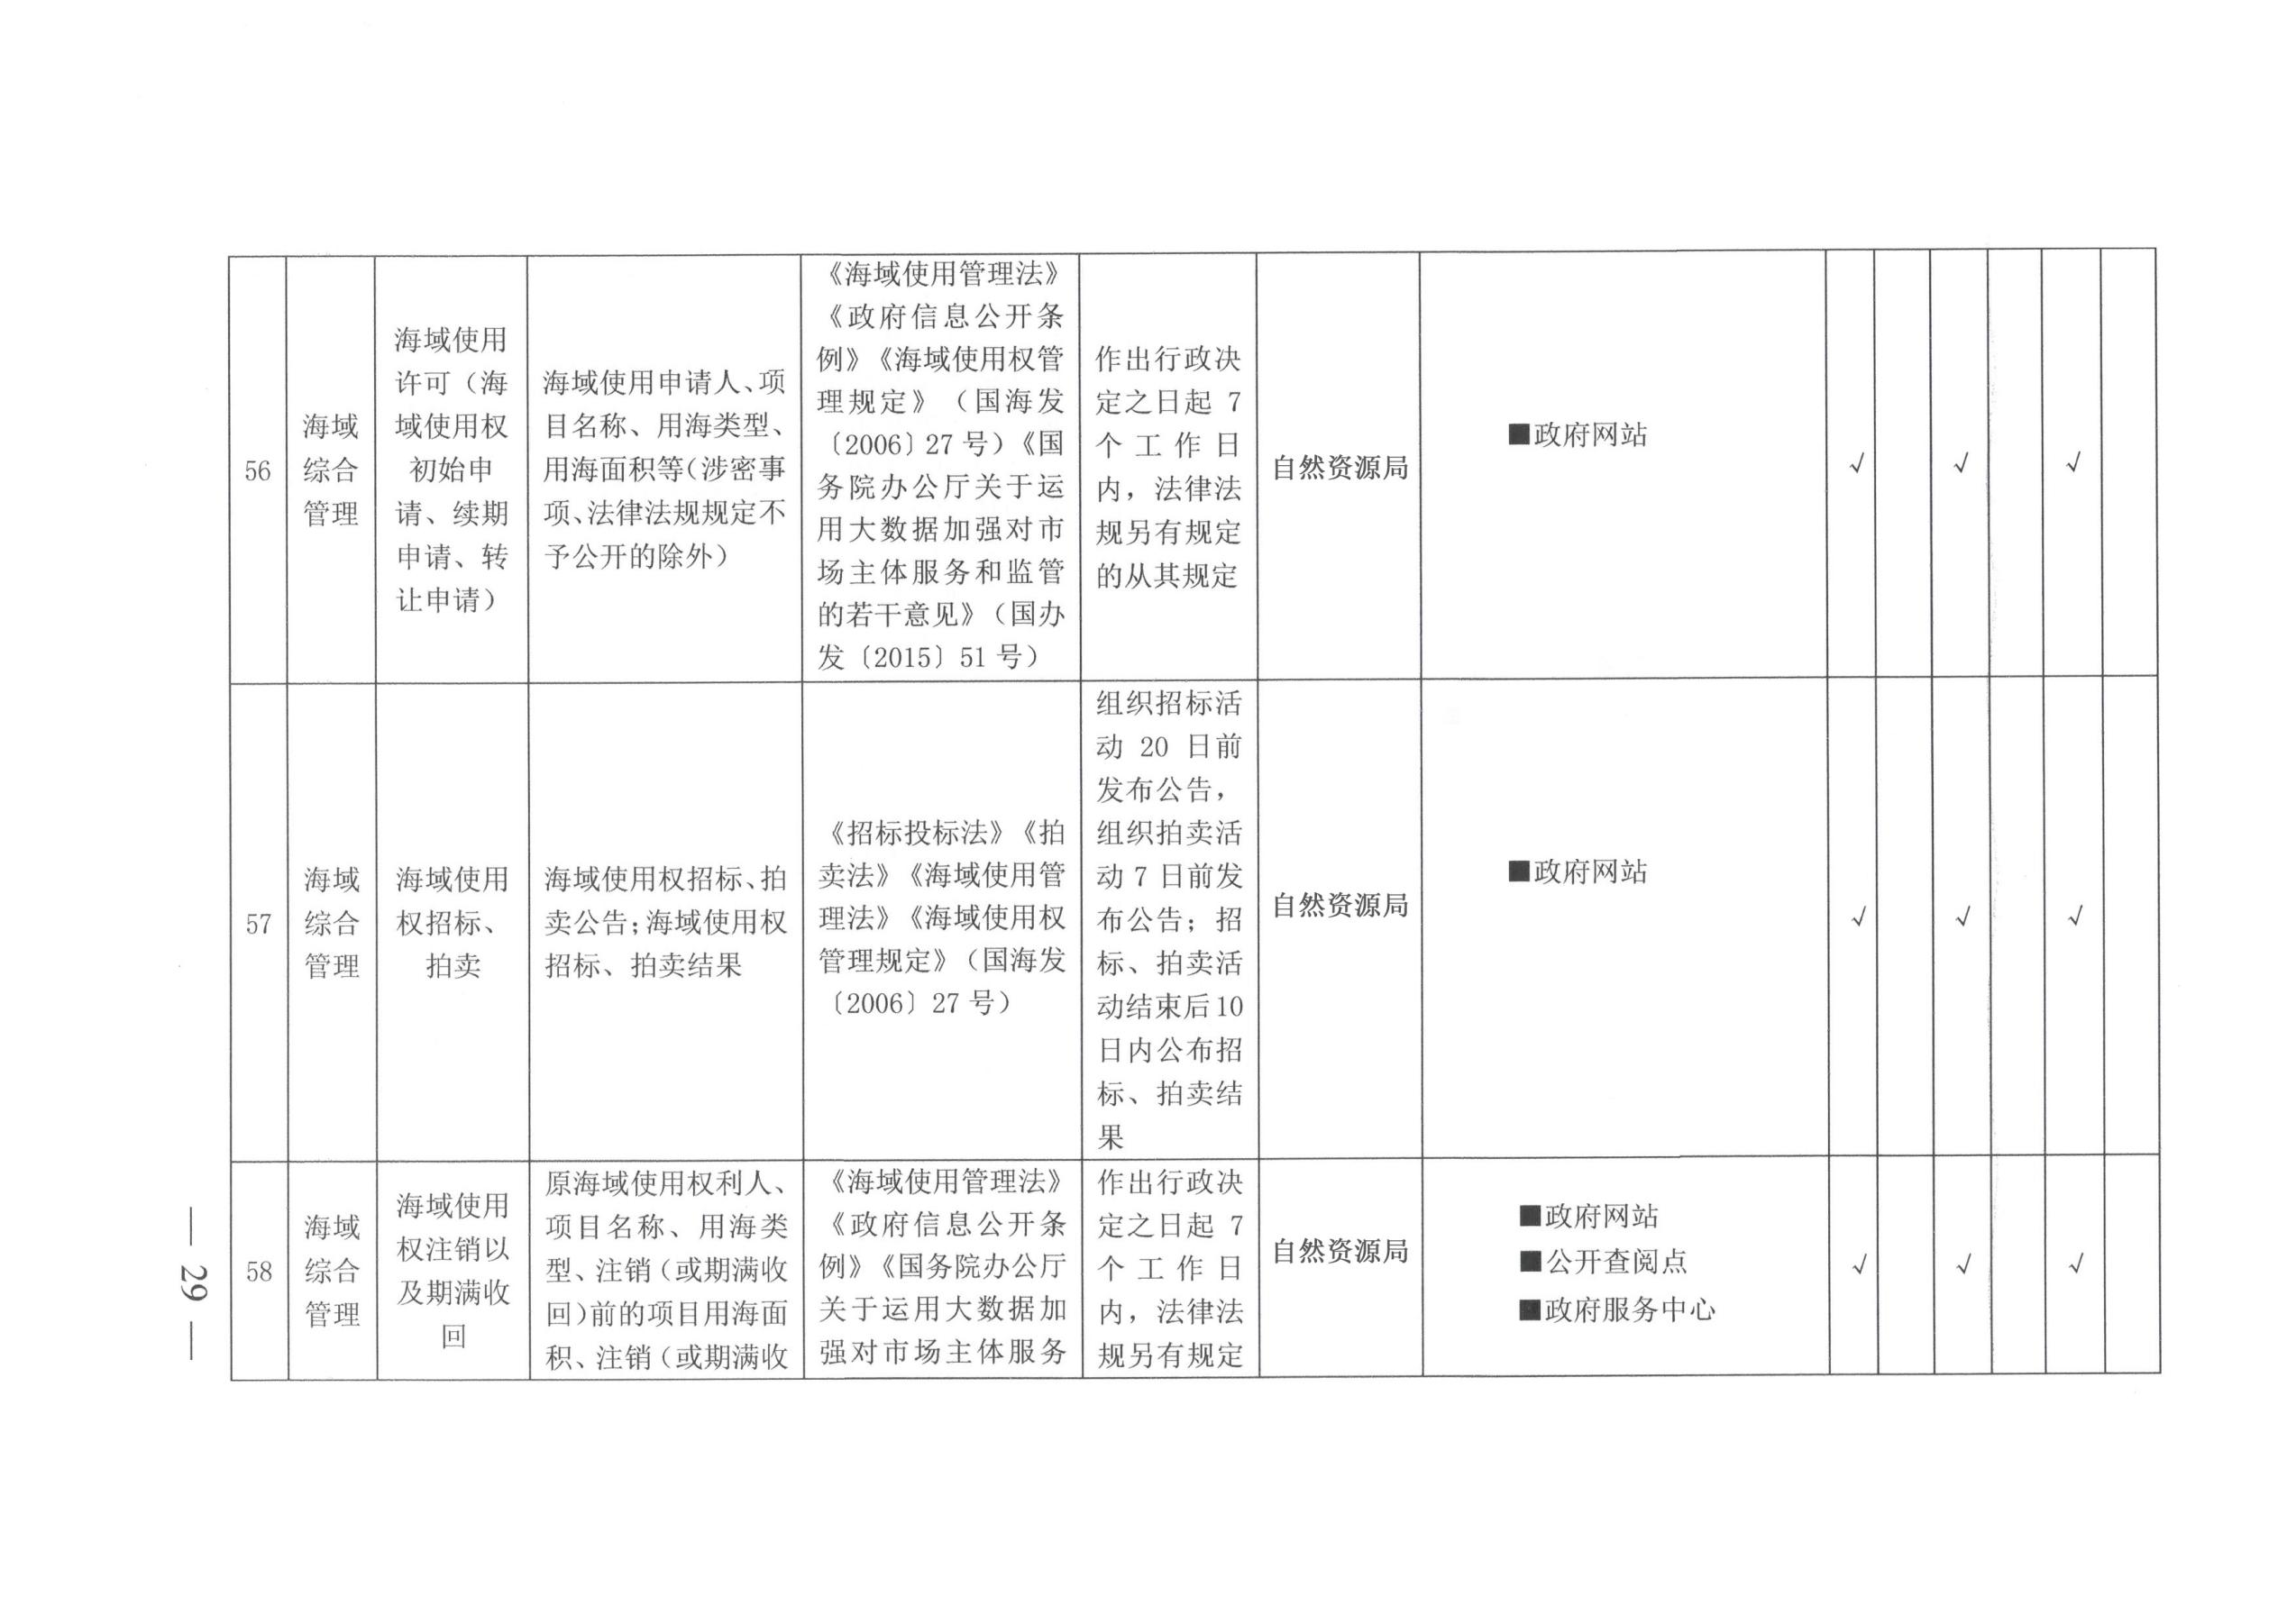 56
海域
综合
管理
海域使用
许可（海
域使用权
初始申
请、续期
申请、转
让申请）
海域使用申请人、项
目名称、用海类型、
用海面积等（涉密事
项、法律法规规定不
予公开的除外）
《海域使用管理法》
《政府信息公开条
例》《海域使用权管
理规定》（国海发
〔2006〕27 号）《国
务院办公厅关于运
用大数据加强对市
场主体服务和监管
的若干意见》（国办
发〔2015〕51 号）
作出行政决
定之日起 7
个工作日
内，法律法
规另有规定
的从其规定
自然资源局
■政府网站
√
√
√
57
海域
综合
管理
海域使用
权招标、
拍卖
海域使用权招标、拍
卖公告；海域使用权
招标、拍卖结果
《招标投标法》《拍
卖法》《海域使用管
理法》《海域使用权
管理规定》（国海发
〔2006〕27 号）
组织招标活
动 20 日前
发布公告，
组织拍卖活
动 7 日前发
布公告；招
标、拍卖活
动结束后 10
日内公布招
标、拍卖结
果
自然资源局
■政府网站
√
√
√
58
海域
综合
管理
海域使用
权注销以
及期满收
回
原海域使用权利人、
项目名称、用海类
型、注销（或期满收
回）前的项目用海面
积、注销（或期满收
《海域使用管理法》
《政府信息公开条
例》《国务院办公厅
关于运用大数据加
强对市场主体服务
作出行政决
定之日起 7
个工作日
内，法律法
规另有规定
自然资源局
■政府网站
■公开查阅点
■政府服务中心
√
√
√
— 29 —